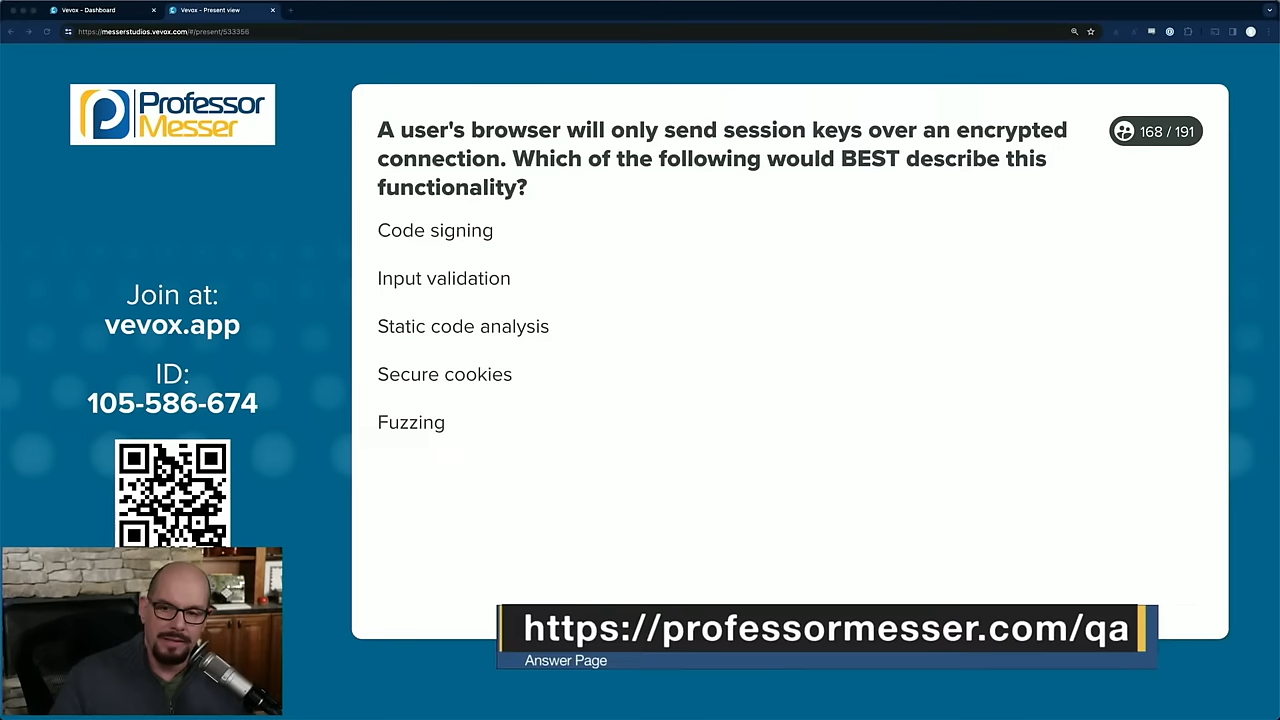 Vevox - Dashboard
Vevox - Present view
https://messerstudios.vevox.com/#/present/533356
Professor
Messer
Join at:
vevox.app
ID:
105-586-674
A user's browser will only send session keys over an encrypted
connection. Which of the following would BEST describe this
functionality?
168 / 191
Code signing
Input validation
Static code analysis
Secure cookies
Fuzzing
https://professormesser.com/qa
Answer Page